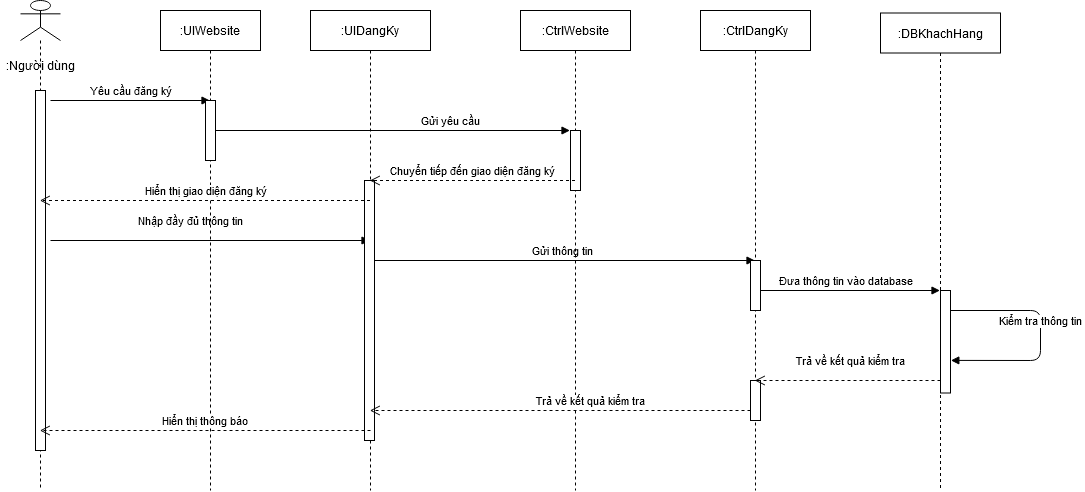 :UIWebsite
:UIDangKy
:CtrlWebsite
:CtrlDangKy
:DBKhachHang
:Người dùng
Yêu cầu đăng ký
Gửi yêu cầu
Chuyển tiếp đến giao diện đăng ký
Hiển thị giao diện đăng ký
Nhập đầy đủ thông tin
Gửi thông tin
Đưa thông tin vào database
Kiểm tra thông tin
Trả về kết quả kiểm tra
Trả về kết quả kiểm tra
Hiển thị thông báo